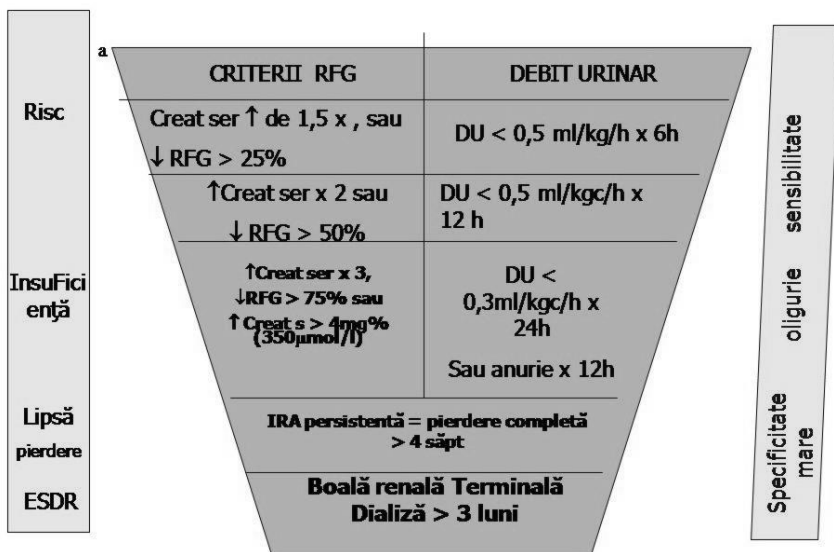 a
CRITERII RFG
DEBIT URINAR
Risc
Creat ser ↑ de 1,5 x , sau
↓ RFG > 25%
DU < 0,5 ml/kg/h x 6h
↑Creat ser x 2 sau
↓ RFG > 50%
DU < 0,5 ml/kgc/h x
12 h
InsuFici
enţă
↑Creat ser x 3,
↓RFG > 75% sau
↑ Creat s > 4mg%
(350µmol/l)
DU <
0,3ml/kgc/h x
24h
Sau anurie x 12h
Lipsă
pierdere
IRA persistentă = pierdere completă
> 4 săpt
ESDR
Boală renală Terminală
Dializă > 3 luni
sensibilitate
oligurie
Specificitate
mare